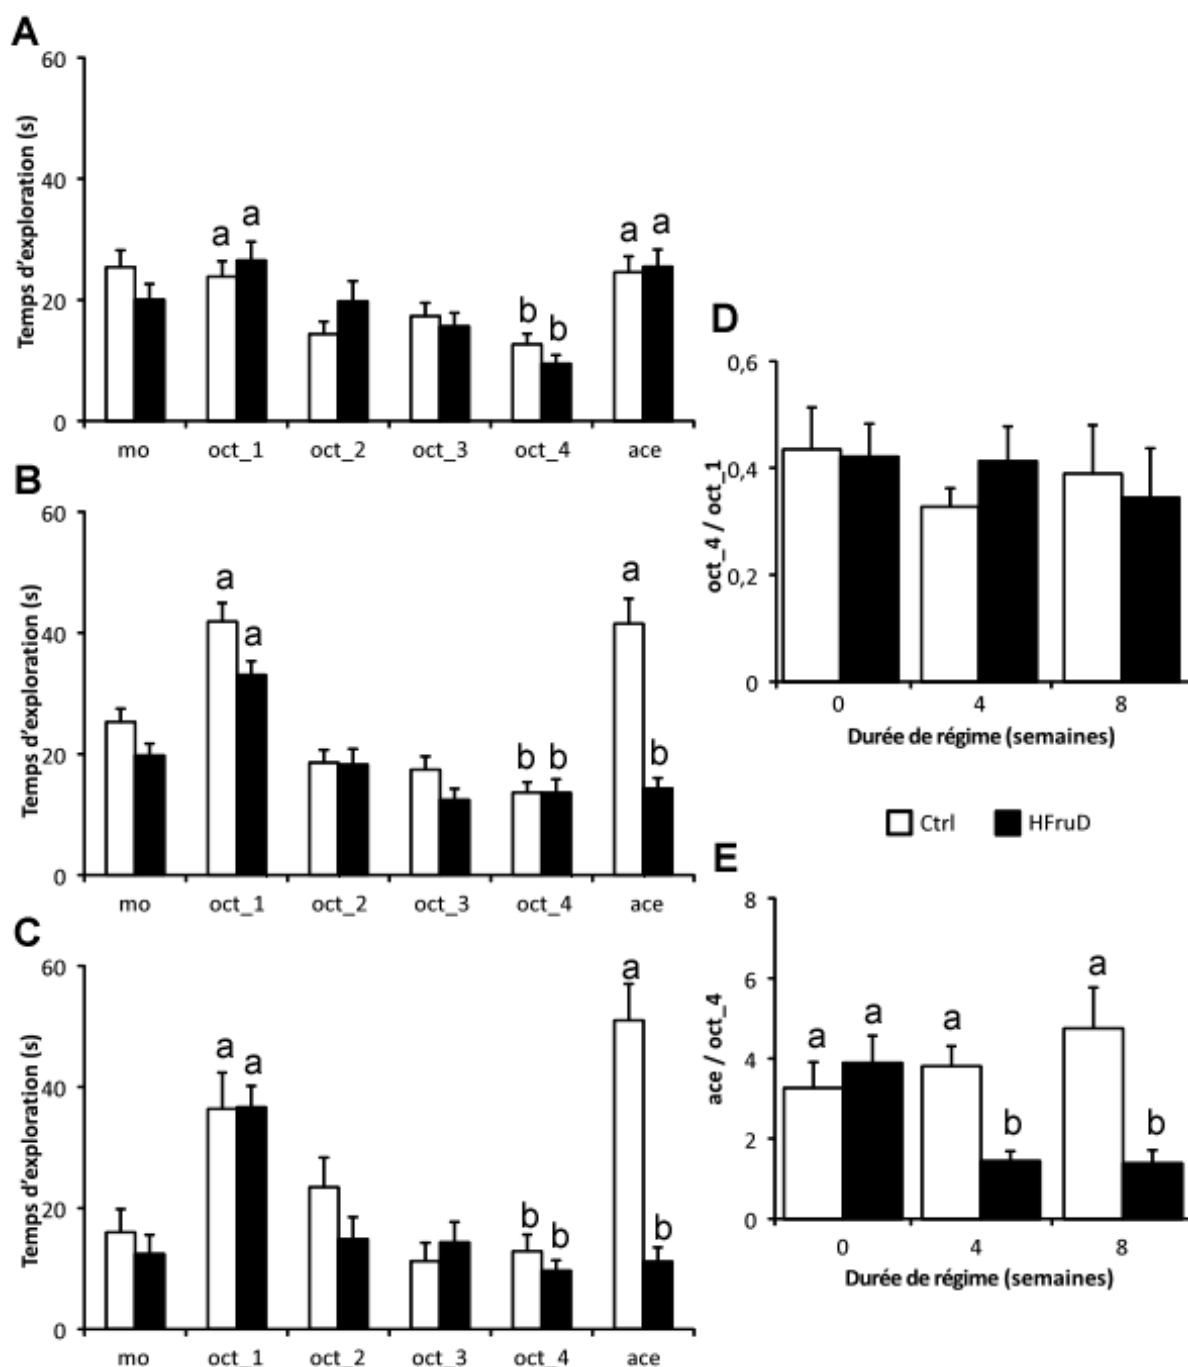 A
60
40
20
0
Temps d'exploration (s)
a a a a
b b
mo oct_1 oct_2 oct_3 oct_4 ace
B
60
40
20
0
Temps d'exploration (s)
a a a
b b b
mo oct_1 oct_2 oct_3 oct_4 ace
C
60
40
20
0
Temps d'exploration (s)
a a a
b b b
mo oct_1 oct_2 oct_3 oct_4 ace
D
0,6
0,4
0,2
0
oct_4 / oct_1
0 4 8
Durée de régime (semaines)
Ctrl HFruD
E
8
6
4
2
0
ace / oct_4
a a a b a b
0 4 8
Durée de régime (semaines)